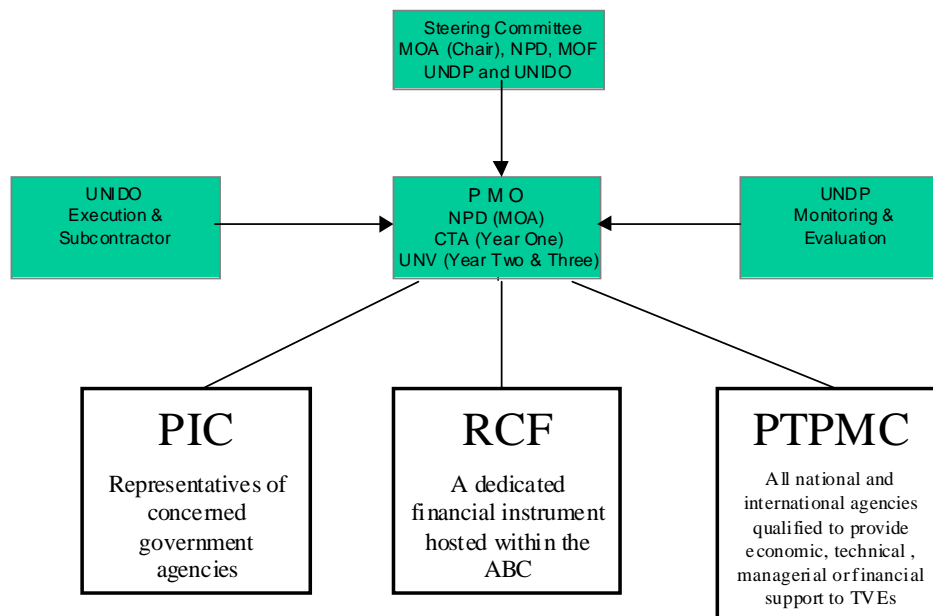 Steering Committee
MOA (Chair), NPD, MOF
UNDP and UNIDO
UNIDO
Execution &
Subcontractor
P M O
NPD (MOA)
CTA (Year One)
UNV (Year Two & Three)
UNDP
Monitoring &
Evaluation
PIC
Representatives of
concerned
government
agencies
RCF
A dedicated
financial instrument
hosted within the
ABC
PTPMC
All national and
international agencies
qualified to provide
economic, technical ,
managerial or financial
support to TVEs